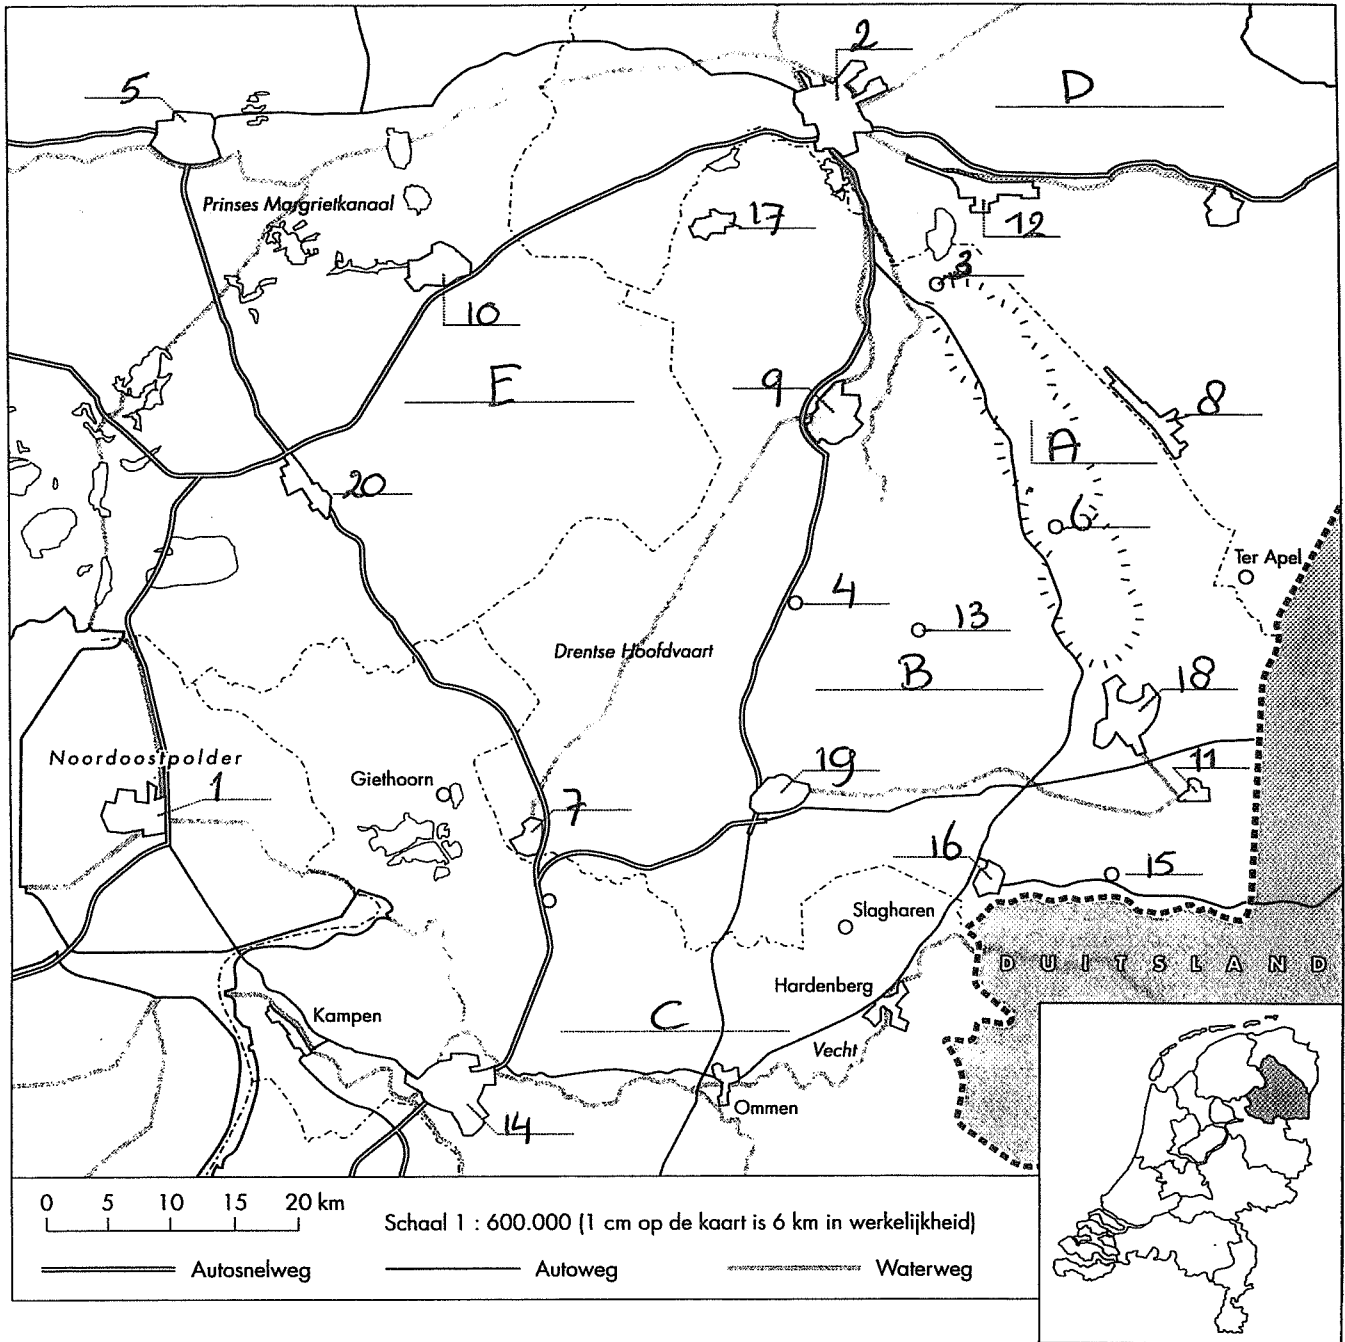 2
5
D
Prinses Margrietkanaal
17
12
3
10
E
9
8
A
20
6
Ter Apel
4
13
Drentse Hoofdvaart
B
18
Noordoostpolder
19
11
Giethoorn
1
7
16
15
Slagharen
DUITSLAND
Hardenberg
Kampen
C
Vecht
Ommen
14
0 5 10 15 20 km
Schaal 1 : 600.000 (1 cm op de kaart is 6 km in werkelijkheid)
Autosnelweg Autoweg Waterweg